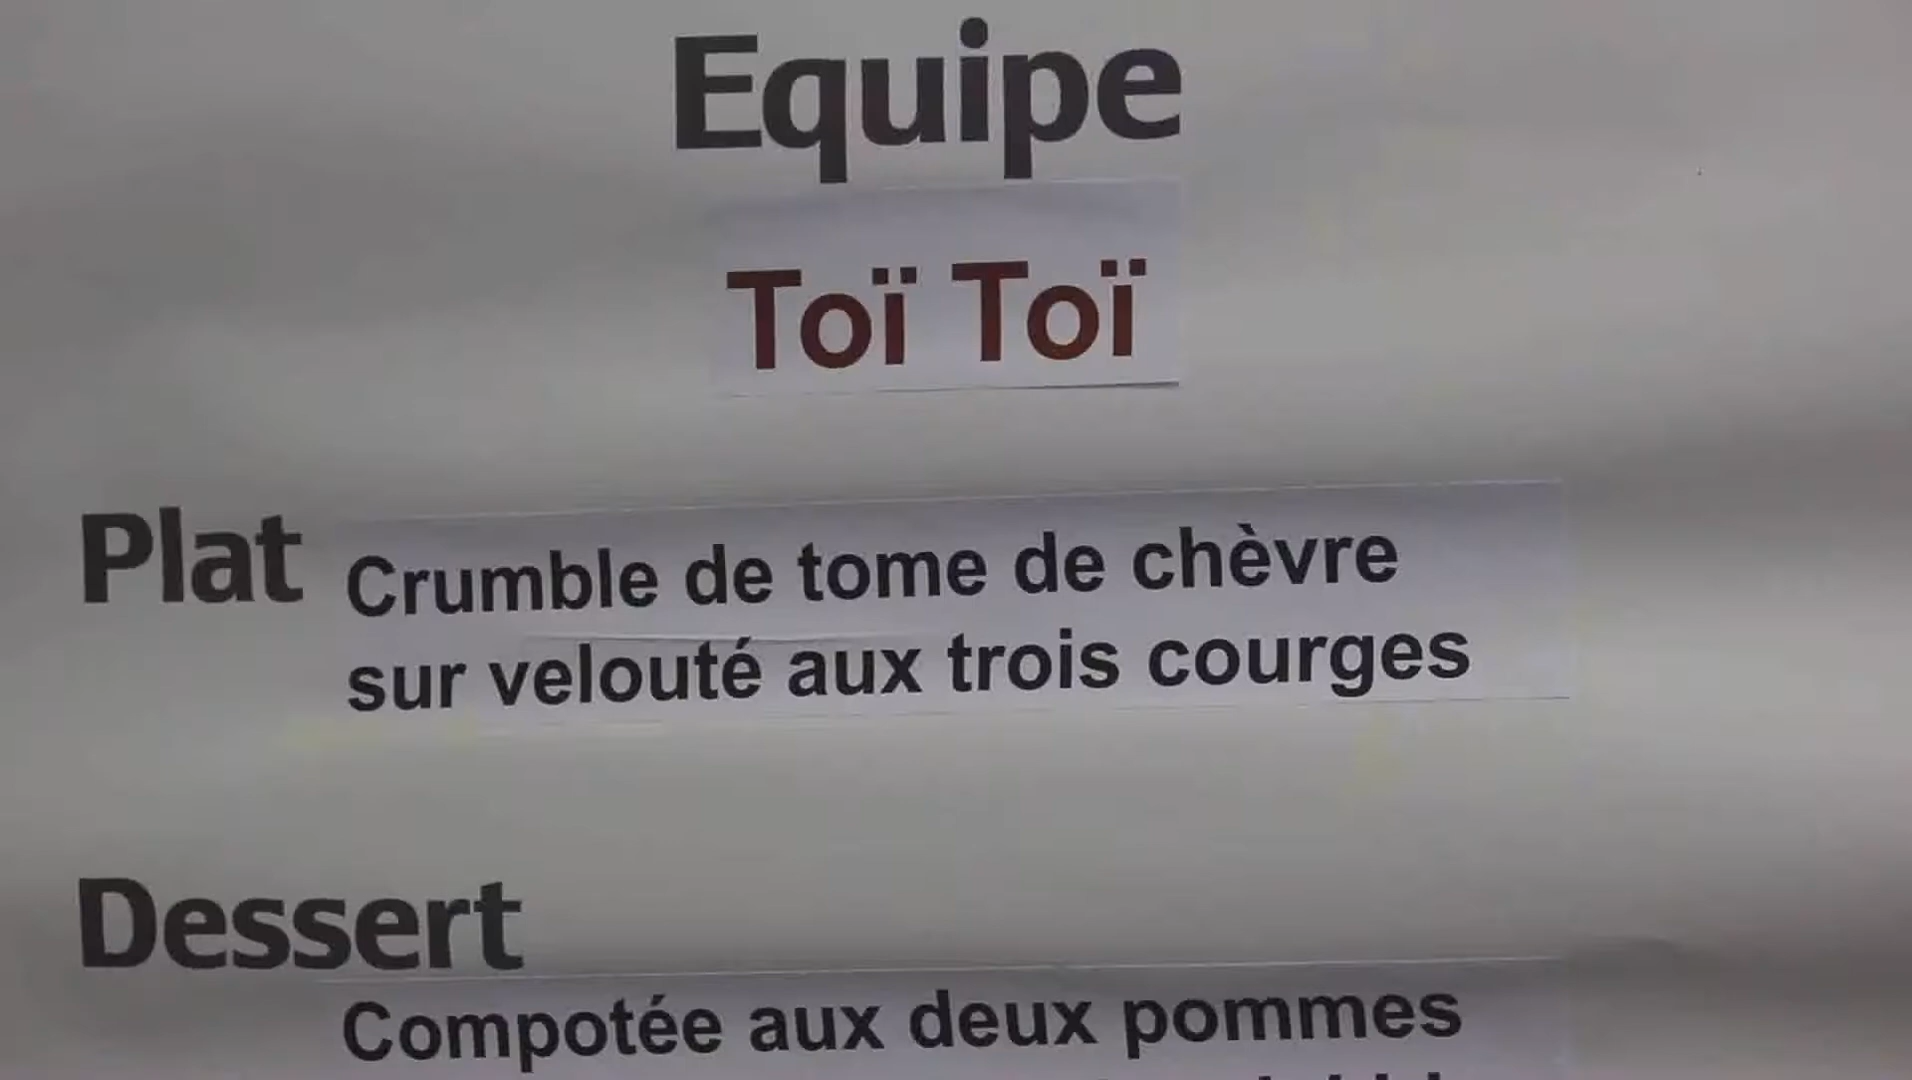 Equipe
Toï Toï
Plat
Crumble de tome de chèvre
sur velouté aux trois courges
Dessert
Compotée aux deux pommes